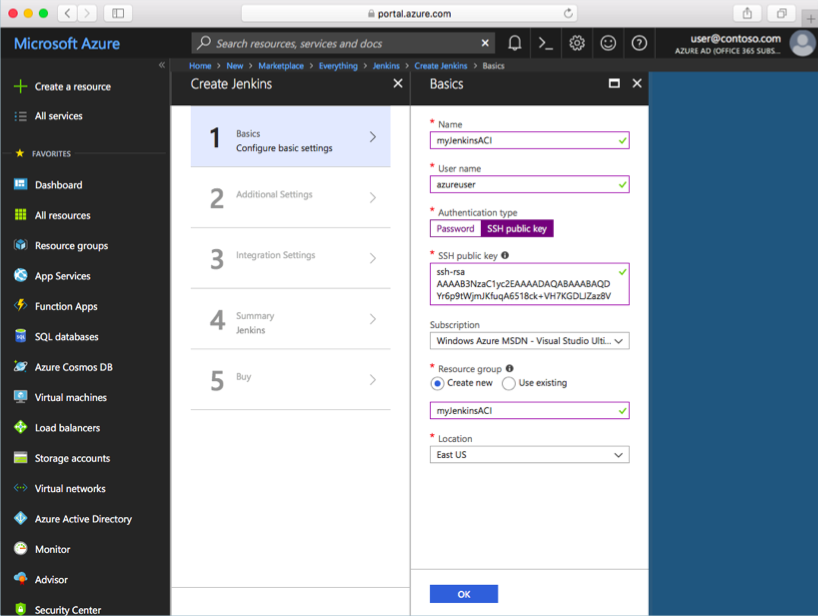 portal.azure.com
Microsoft Azure
Search resources, services and docs
user@contoso.com
AZURE AD (OFFICE 365 SUBS...
Home > New > Marketplace > Everything > Jenkins > Create Jenkins > Basics
Create a resource
All services
FAVORITES
Dashboard
All resources
Resource groups
App Services
Function Apps
SQL databases
Azure Cosmos DB
Virtual machines
Load balancers
Storage accounts
Virtual networks
Azure Active Directory
Monitor
Advisor
Security Center
Create Jenkins
1
Basics
Configure basic settings
2
Additional Settings
3
Integration Settings
4
Summary
Jenkins
5
Buy
Basics
* Name
myJenkinsACI
* User name
azureuser
* Authentication type
Password SSH public key
* SSH public key
ssh-rsa
AAAAB3NzaC1yc2EAAAADAQABAAABAQD
Yr6p9tWjmJKfuqA6518ck+VH7KGDLJZaz8V
Subscription
Windows Azure MSDN - Visual Studio Ulti...
* Resource group
Create new Use existing
myJenkinsACI
* Location
East US
OK